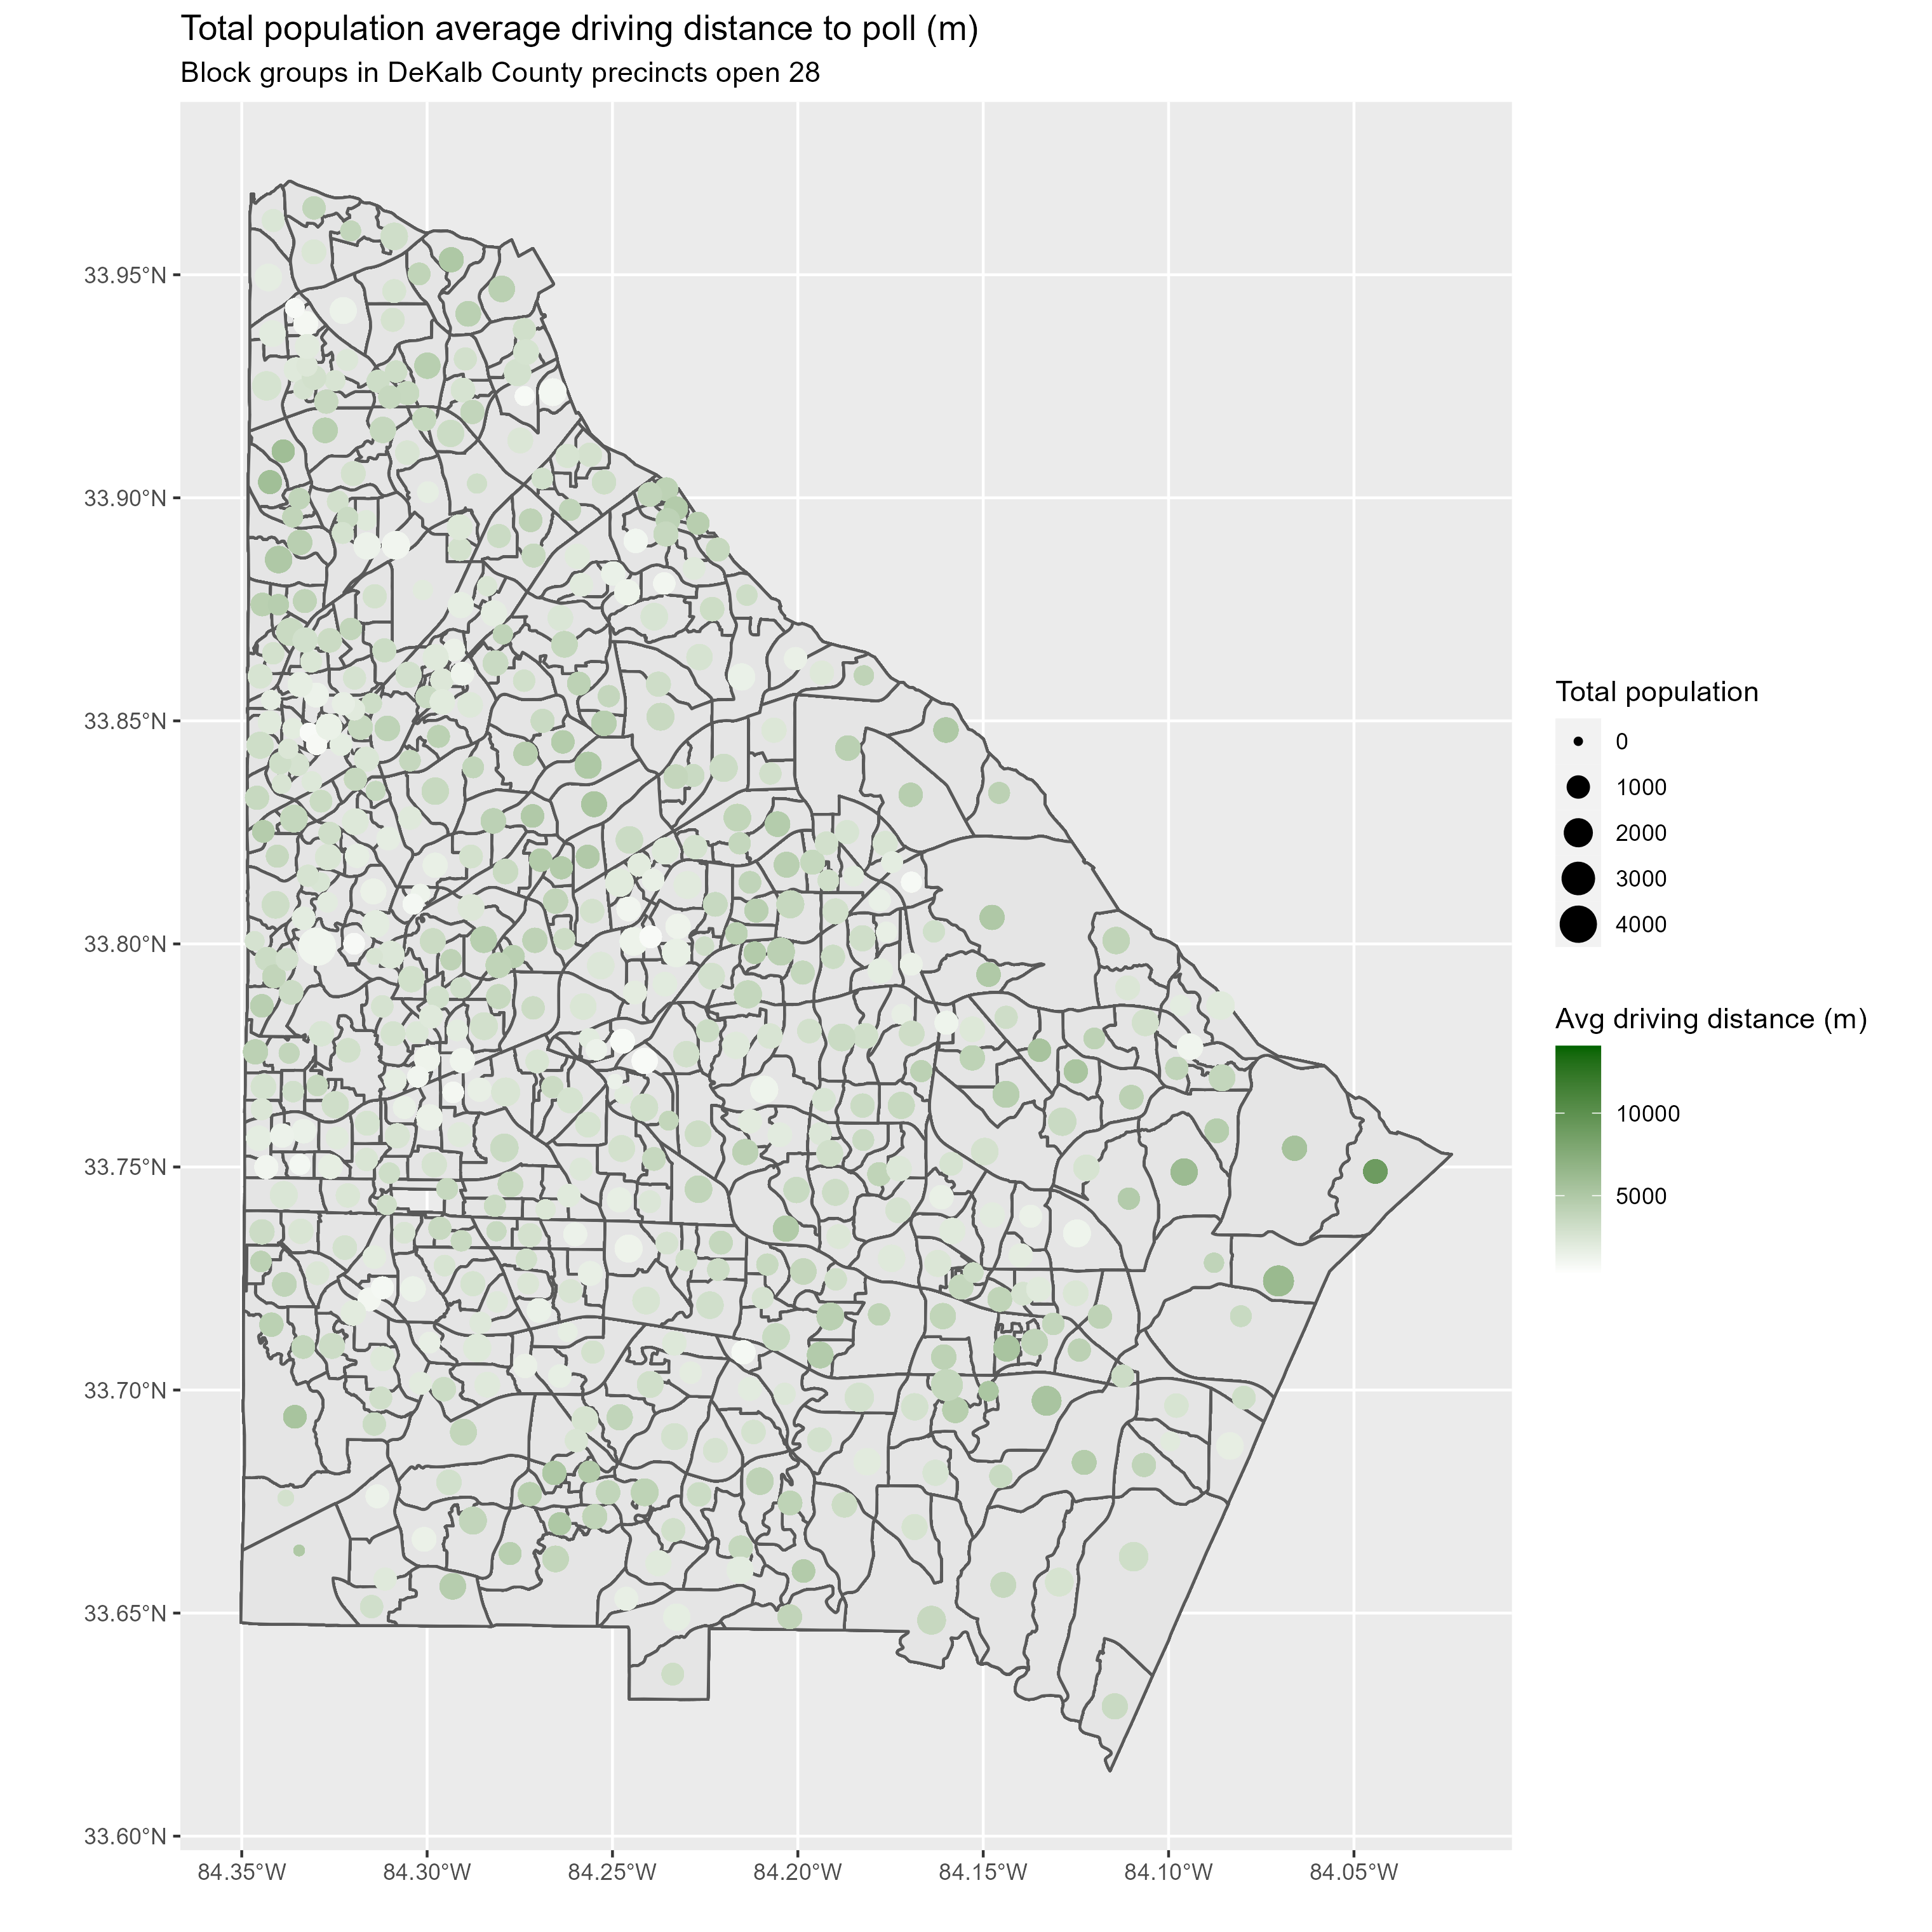 Total population average driving distance to poll (m)
Block groups in DeKalb County precincts open 28
33.95°N
33.90°N
33.85°N
33.80°N
33.75°N
33.70°N
33.65°N
33.60°N
84.35°W
84.30°W
84.25°W
84.20°W
84.15°W
84.10°W
84.05°W
Total population
0
1000
2000
3000
4000
Avg driving distance (m)
10000
5000